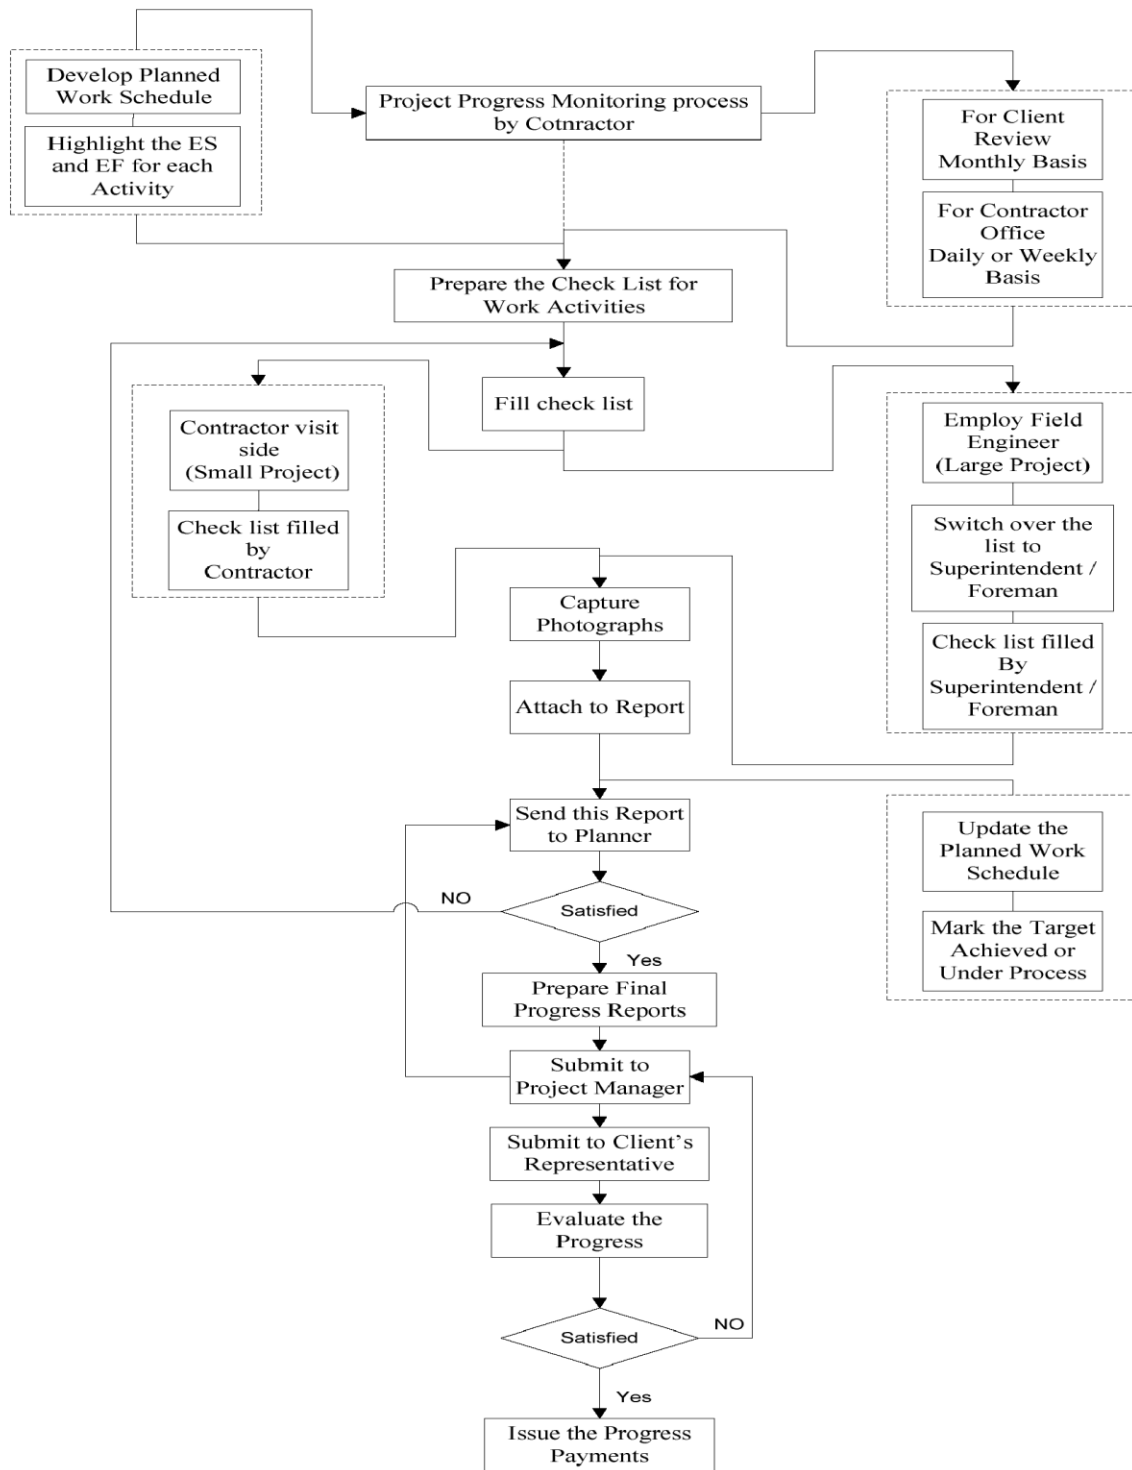 Develop Planned
Work Schedule
Highlight the ES
and EF for each
Activity
Project Progress Monitoring process
by Cotnractor
For Client
Review
Monthly Basis
For Contractor
Office
Daily or Weekly
Basis
Prepare the Check List for
Work Activities
Fill check list
Contractor visit
side
(Small Project)
Check list filled
by
Contractor
Employ Field
Engineer
(Large Project)
Switch over the
list to
Superintendent /
Foreman
Check list filled
By
Superintendent /
Foreman
Capture
Photographs
Attach to Report
Send this Report
to Planner
Update the
Planned Work
Schedule
Mark the Target
Achieved or
Under Process
NO
Satisfied
Yes
Prepare Final
Progress Reports
Submit to
Project Manager
Submit to Client's
Representative
Evaluate the
Progress
Satisfied
NO
Yes
Issue the Progress
Payments